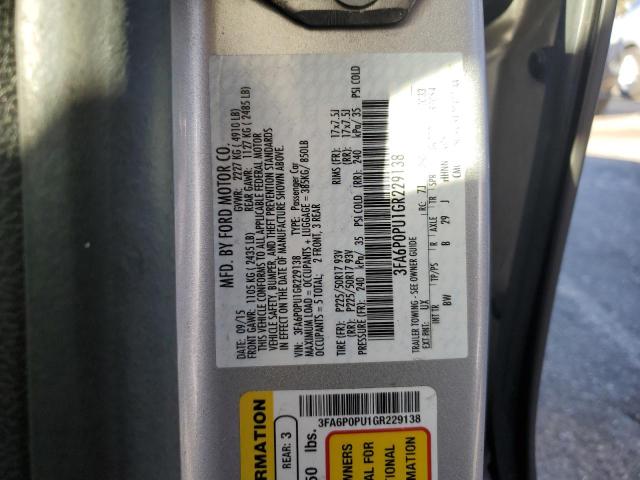 MFD. BY FORD MOTOR CO.
DATE: 09/15 GVWR: 2227 KG ( 4910 LB)
FRONT GAWR: 1105 KG ( 2435 LB) REAR GAWR: 1127 KG ( 2485 LB)
THIS VEHICLE CONFORMS TO ALL APPLICABLE FEDERAL MOTOR
VEHICLE SAFETY, BUMPER, AND THEFT PREVENTION STANDARDS
IN EFFECT ON THE DATE OF MANUFACTURE SHOWN ABOVE.
VIN: 3FA6P0PU1GR229138 TYPE: Passenger Car
MAXIMUM LOAD = OCCUPANTS + LUGGAGE = 385KG/ 850LB
OCCUPANTS = 5 TOTAL: 2 FRONT, 3 REAR
TIRE (FR): P225/50R17 93V RIMS (FR): 17x7.5J
(RR): P225/50R17 93V (RR): 17x7.5J
PRESSURE (FR): 240 kPa/ 35 PSI COLD (RR): 240 kPa/ 35 PSI COLD
3FA6P0PU1GR229138
TRAILER TOWING - SEE OWNER GUIDE
EXT PNT: UX RC: 71
INT TR TP/PS R AXLE TR SPR
BW B 29 J
3FA6P0PU1GR229138
REAR: 3
lbs.